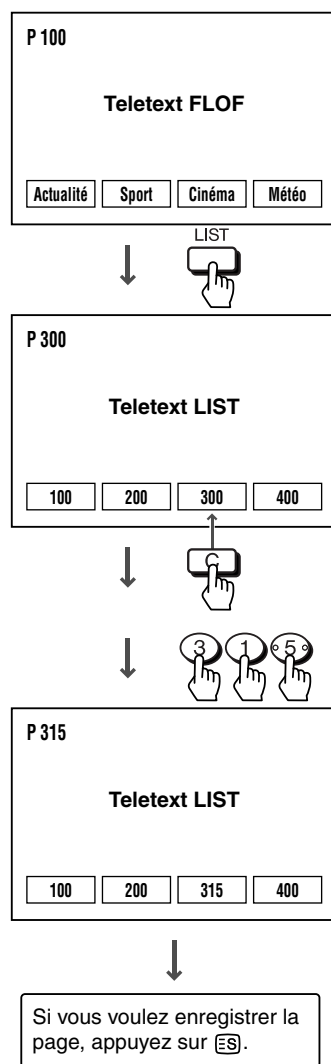 P 100
Teletext FLOF
Actualité Sport Cinéma Météo
LIST
P 300
Teletext LIST
100 200 300 400
C
3 1 5
P 315
Teletext LIST
100 200 315 400
Si vous voulez enregistrer la
page, appuyez sur ES.